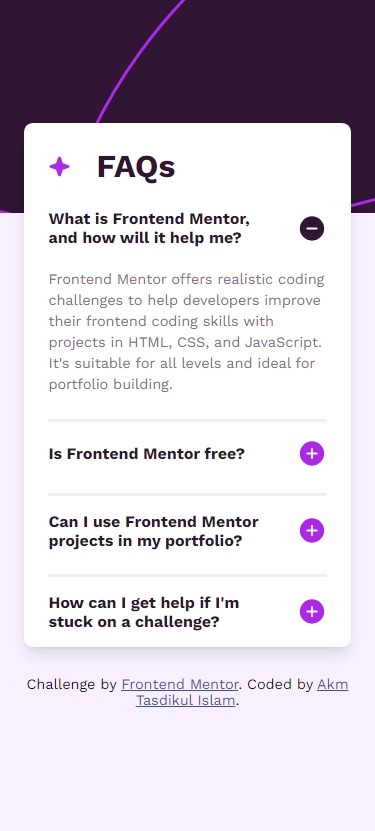 FAQs
What is Frontend Mentor,
and how will it help me?
Frontend Mentor offers realistic coding
challenges to help developers improve
their frontend coding skills with
projects in HTML, CSS, and JavaScript.
It's suitable for all levels and ideal for
portfolio building.
Is Frontend Mentor free?
Can I use Frontend Mentor
projects in my portfolio?
How can I get help if I'm
stuck on a challenge?
Challenge by Frontend Mentor. Coded by Akm
Tasdikul Islam.